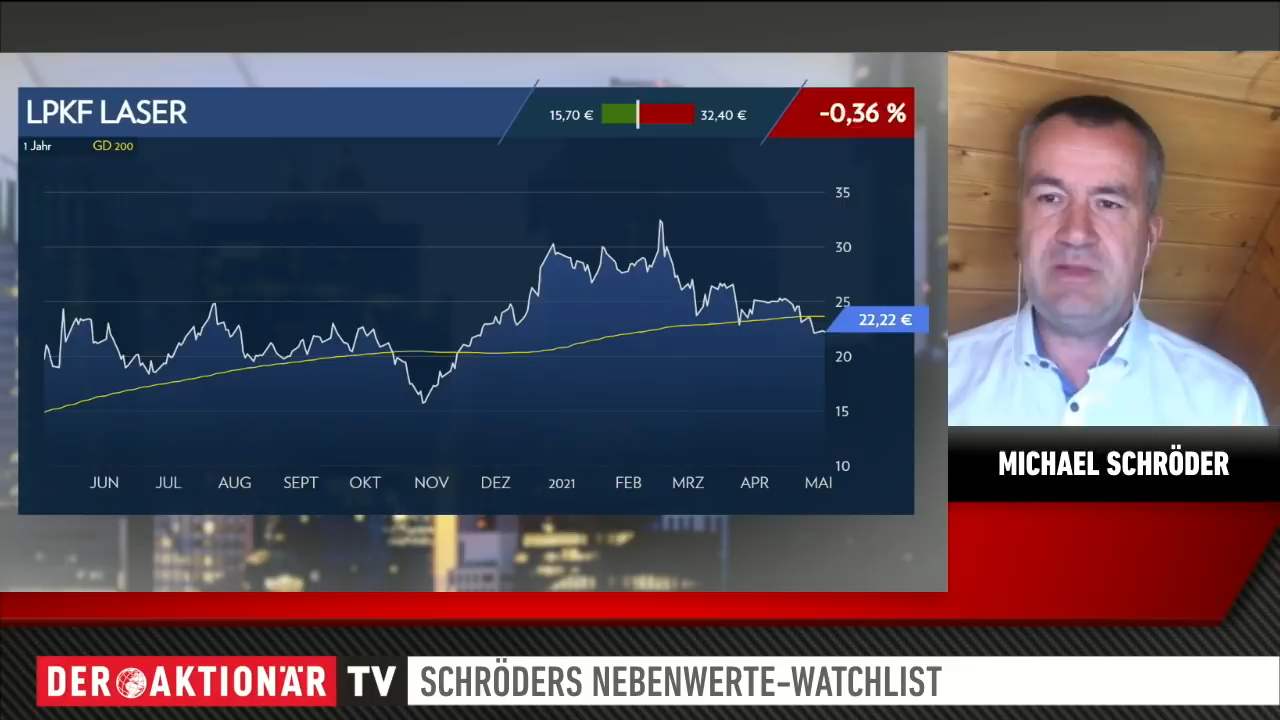 LPKF LASER
15,70 €
32,40 €
-0,36 %
1 Jahr
GD 200
35
30
25
22,22 €
20
15
10
JUN JUL AUG SEPT OKT NOV DEZ 2021 FEB MRZ APR MAI
MICHAEL SCHRÖDER
DER AKTIONÄR TV
SCHRÖDERS NEBENWERTE-WATCHLIST